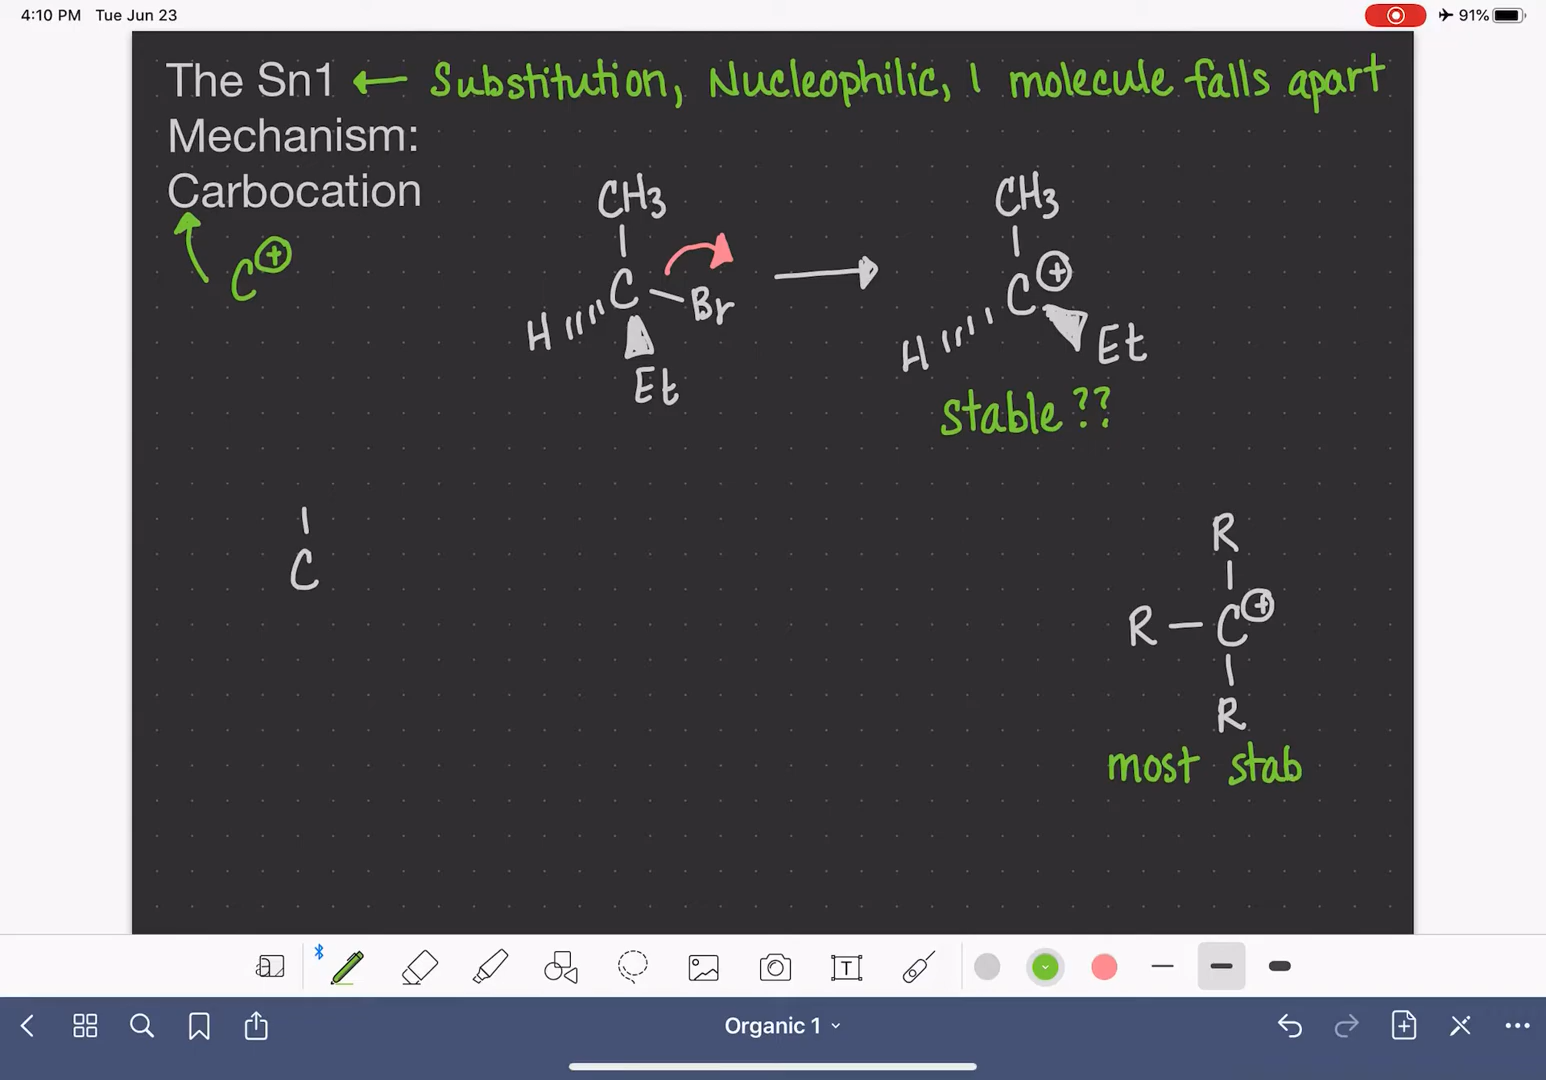 4:10 PM Tue Jun 23
91%
The Sn1 ← Substitution, Nucleophilic, 1 molecule falls apart
Mechanism:
Carbocation
C⊕
CH3
C
Br
H
Et
CH3
C⊕
H
Et
stable??
C
R
R – C⊕
R
most stab
T
Organic 1